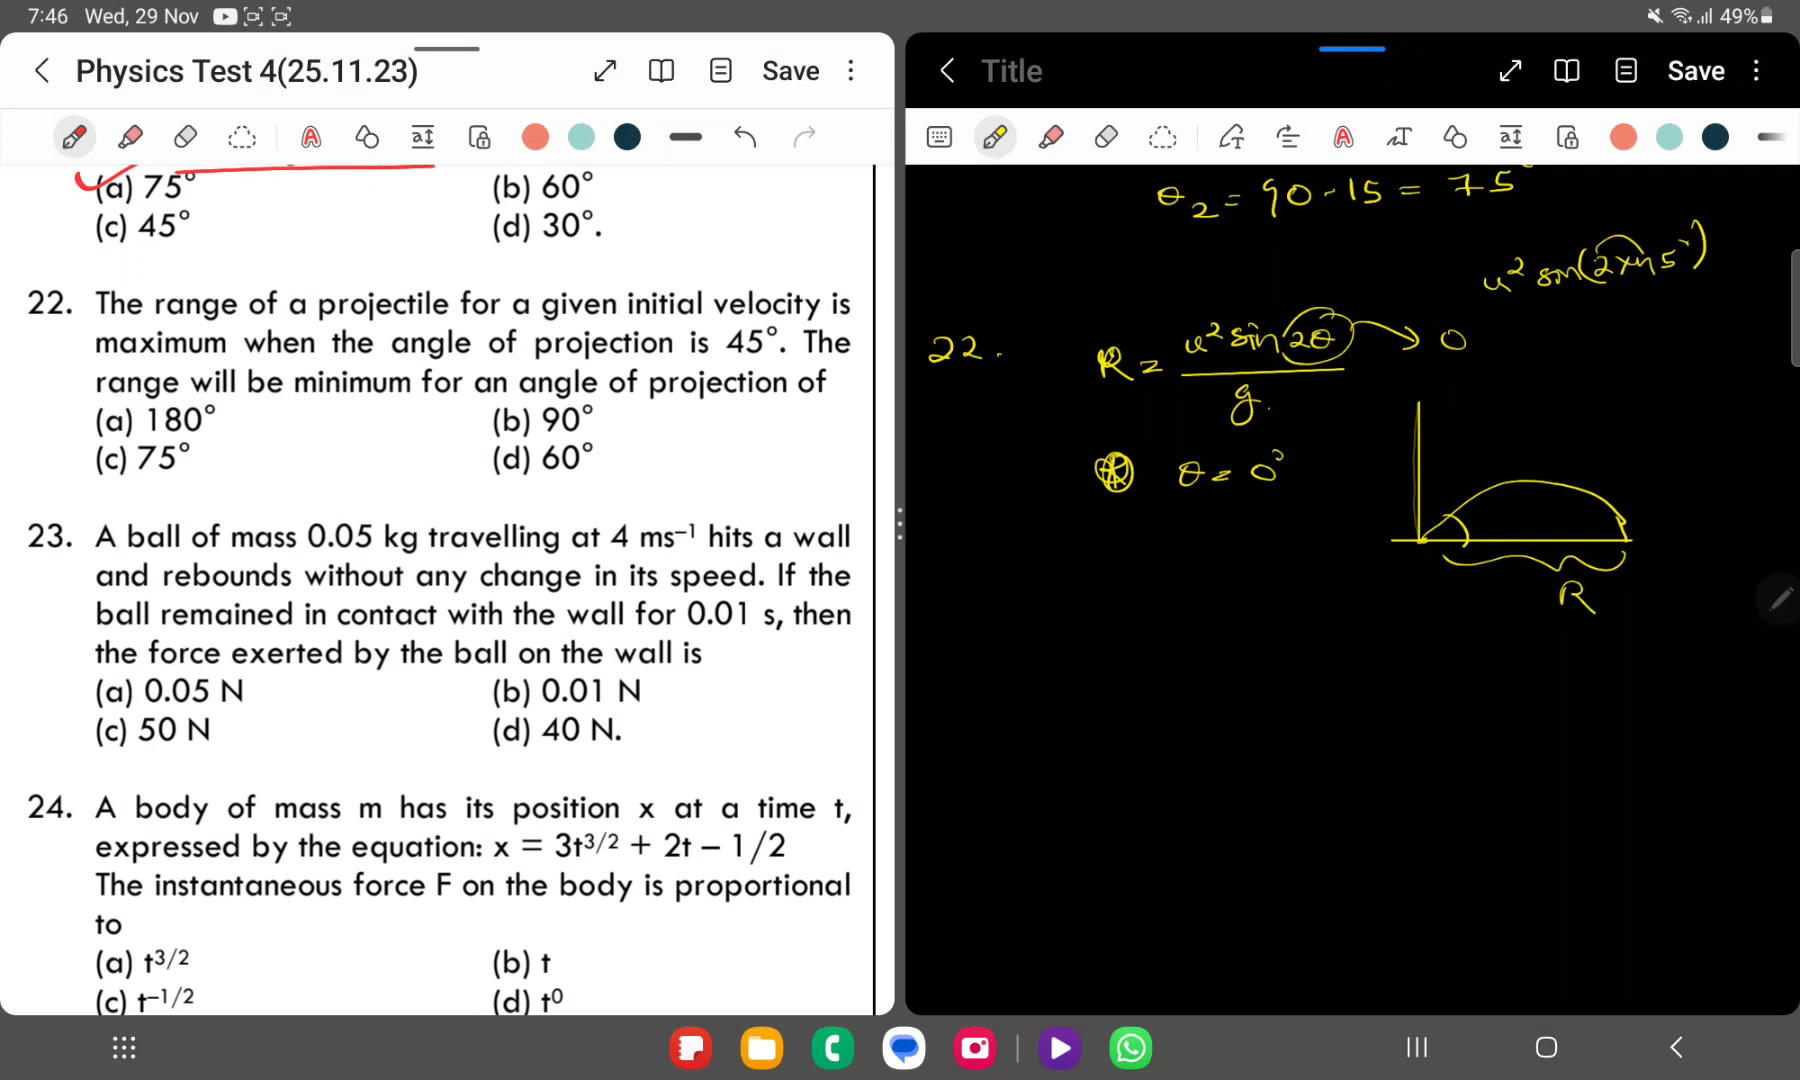 7:46 Wed, 29 Nov
49%
Physics Test 4(25.11.23)
Save
(a) 75° (b) 60°
(c) 45° (d) 30°.
22. The range of a projectile for a given initial velocity is
maximum when the angle of projection is 45°. The
range will be minimum for an angle of projection of
(a) 180° (b) 90°
(c) 75° (d) 60°
23. A ball of mass 0.05 kg travelling at 4 ms⁻¹ hits a wall
and rebounds without any change in its speed. If the
ball remained in contact with the wall for 0.01 s, then
the force exerted by the ball on the wall is
(a) 0.05 N (b) 0.01 N
(c) 50 N (d) 40 N.
24. A body of mass m has its position x at a time t,
expressed by the equation: x = 3t³/² + 2t – 1/2
The instantaneous force F on the body is proportional
to
(a) t³/² (b) t
(c) t⁻¹/² (d) t⁰
Title
Save
θ₂ = 90 - 15 = 75°
u² sin(2×45°)
22. R = u² sin 2θ / g. → 0
θ = 0°
R